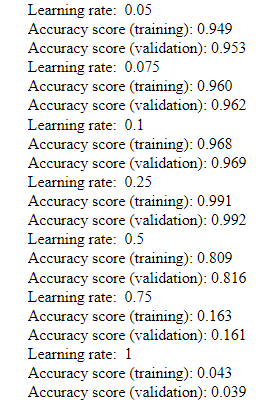 Learning rate:  0.05
Accuracy score (training): 0.949
Accuracy score (validation): 0.953
Learning rate:  0.075
Accuracy score (training): 0.960
Accuracy score (validation): 0.962
Learning rate:  0.1
Accuracy score (training): 0.968
Accuracy score (validation): 0.969
Learning rate:  0.25
Accuracy score (training): 0.991
Accuracy score (validation): 0.992
Learning rate:  0.5
Accuracy score (training): 0.809
Accuracy score (validation): 0.816
Learning rate:  0.75
Accuracy score (training): 0.163
Accuracy score (validation): 0.161
Learning rate:  1
Accuracy score (training): 0.043
Accuracy score (validation): 0.039